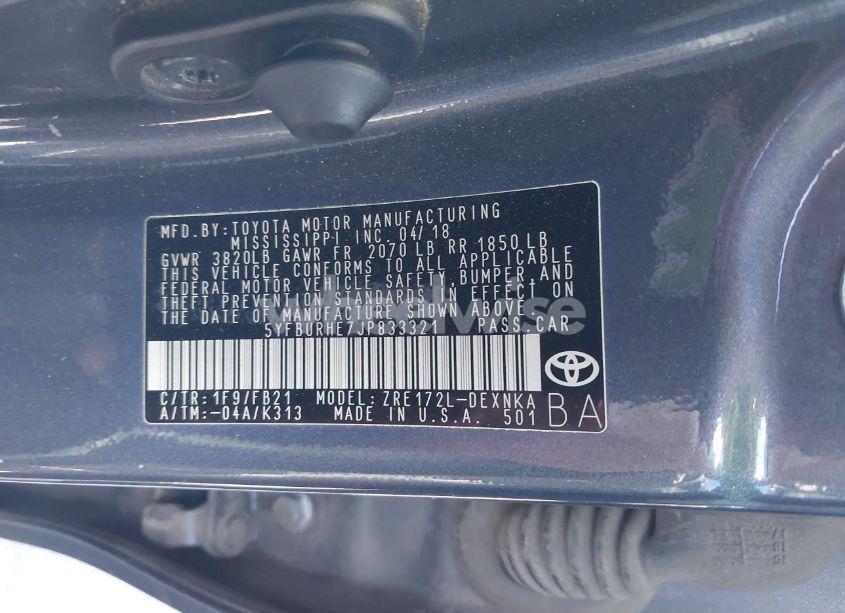 MFD. BY: TOYOTA MOTOR MANUFACTURING
MISSISSIPPI INC. 04/18
GVWR 3820LB GAWR FR 2070 LB RR 1850 LB
THIS VEHICLE CONFORMS TO ALL APPLICABLE
FEDERAL MOTOR VEHICLE SAFETY, BUMPER, AND
THEFT PREVENTION STANDARDS IN EFFECT ON
THE DATE OF MANUFACTURE SHOWN ABOVE.
5YFBURHE7JP833321 PASS. CAR
C/TR: 1F9/FB21 MODEL: ZRE172L-DEXNKA
A/TM: -04A/K313 MADE IN U.S.A. 501 BA